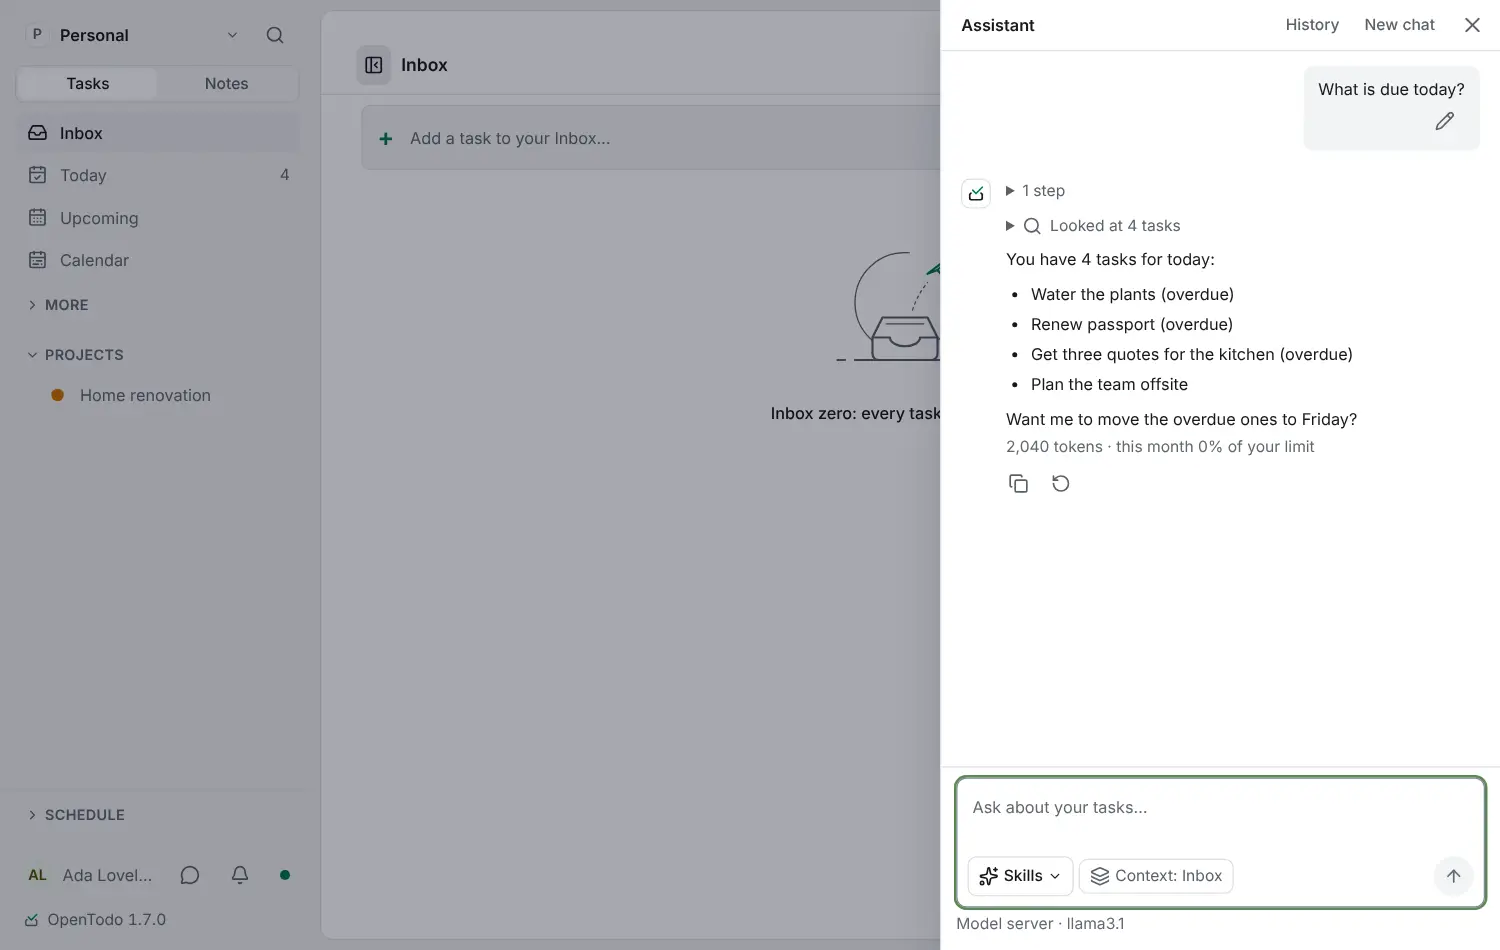 P Personal
Tasks Notes
Inbox
Today 4
Upcoming
Calendar
MORE
PROJECTS
Home renovation
SCHEDULE
AL Ada Lovel...
OpenTodo 1.7.0
Inbox
Add a task to your Inbox...
Inbox zero: every task
Assistant History New chat
What is due today?
1 step
Looked at 4 tasks
You have 4 tasks for today:
• Water the plants (overdue)
• Renew passport (overdue)
• Get three quotes for the kitchen (overdue)
• Plan the team offsite
Want me to move the overdue ones to Friday?
2,040 tokens · this month 0% of your limit
Ask about your tasks...
Skills Context: Inbox
Model server · llama3.1